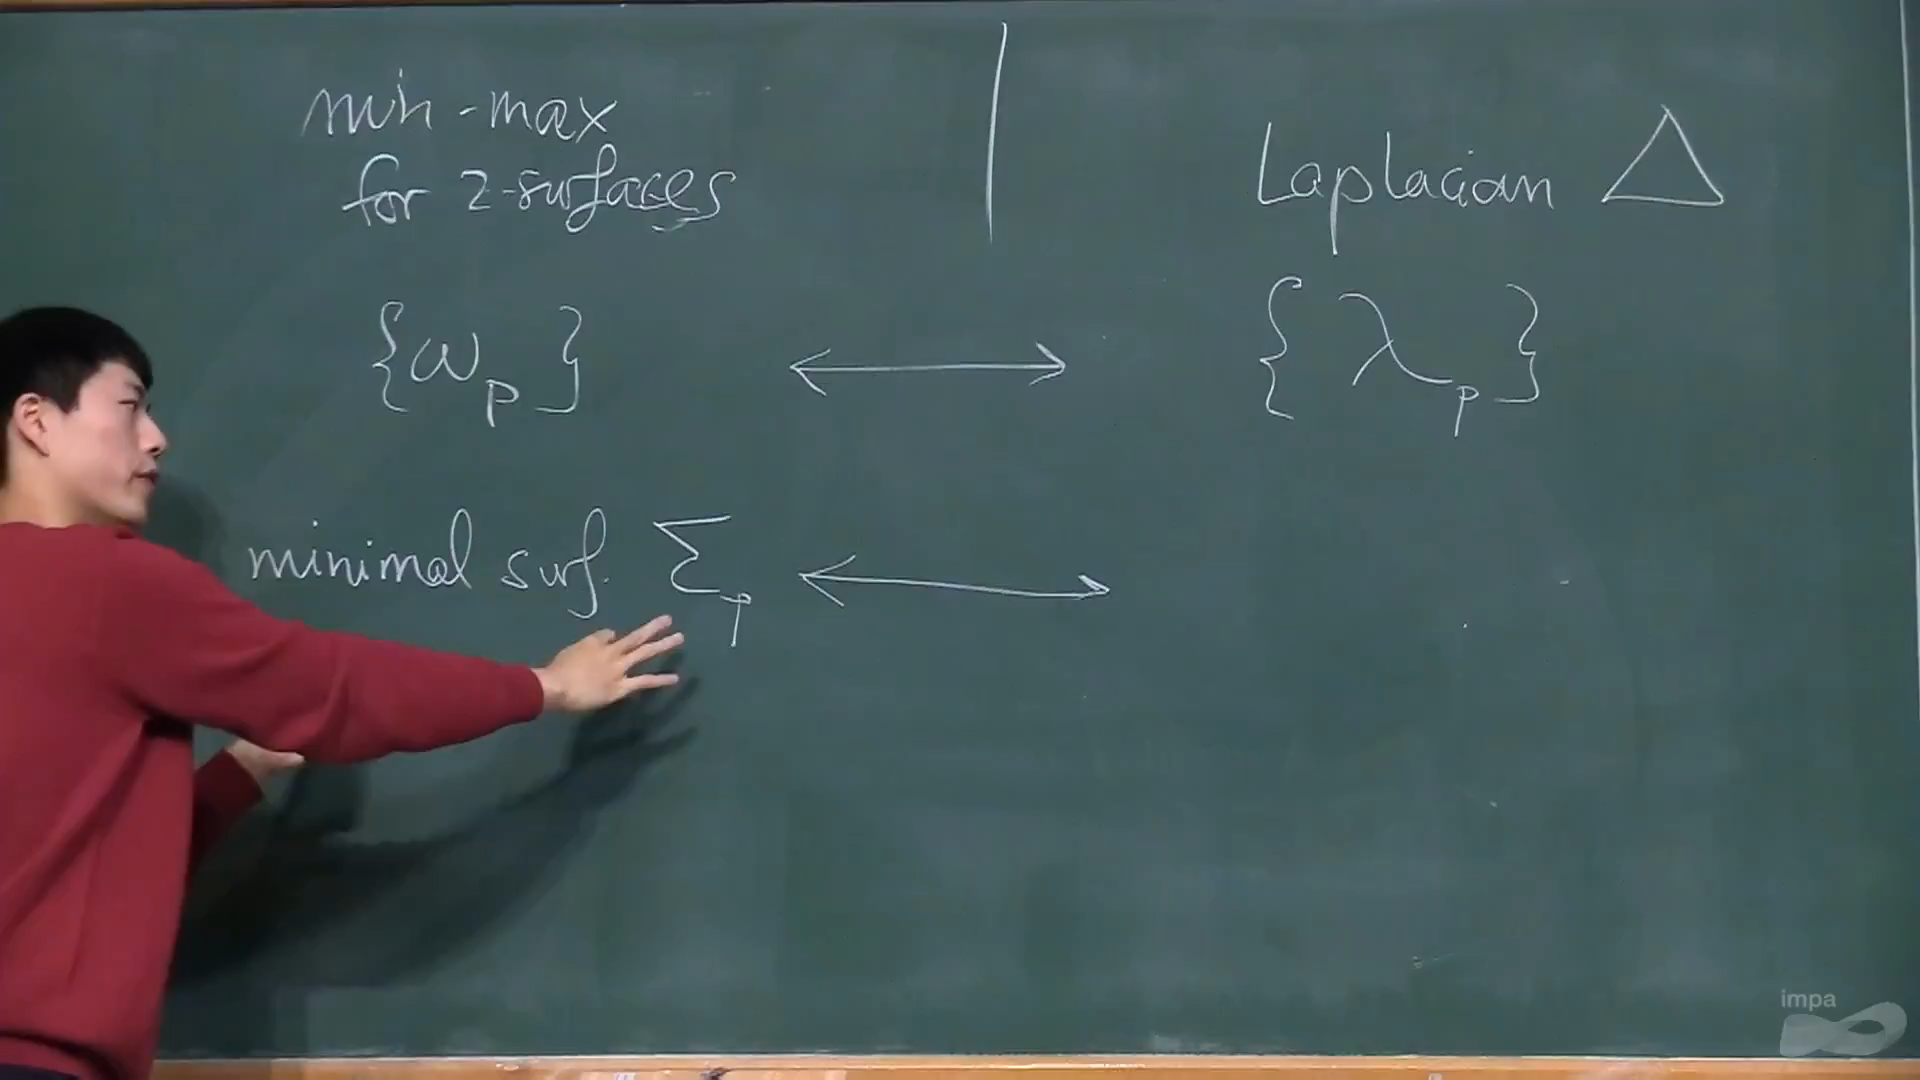 min-max
for 2-surfaces
Laplacian △
{ω_p} ⟷ {λ_p}
minimal surf. Σ_p ⟷
impa